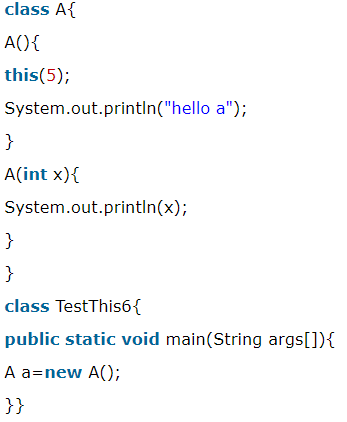 class A{
A(){
this(5);
System.out.println("hello a");
}
A(int x){
System.out.println(x);
}
}
class TestThis6{
public static void main(String args[]){
A a=new A();
}}